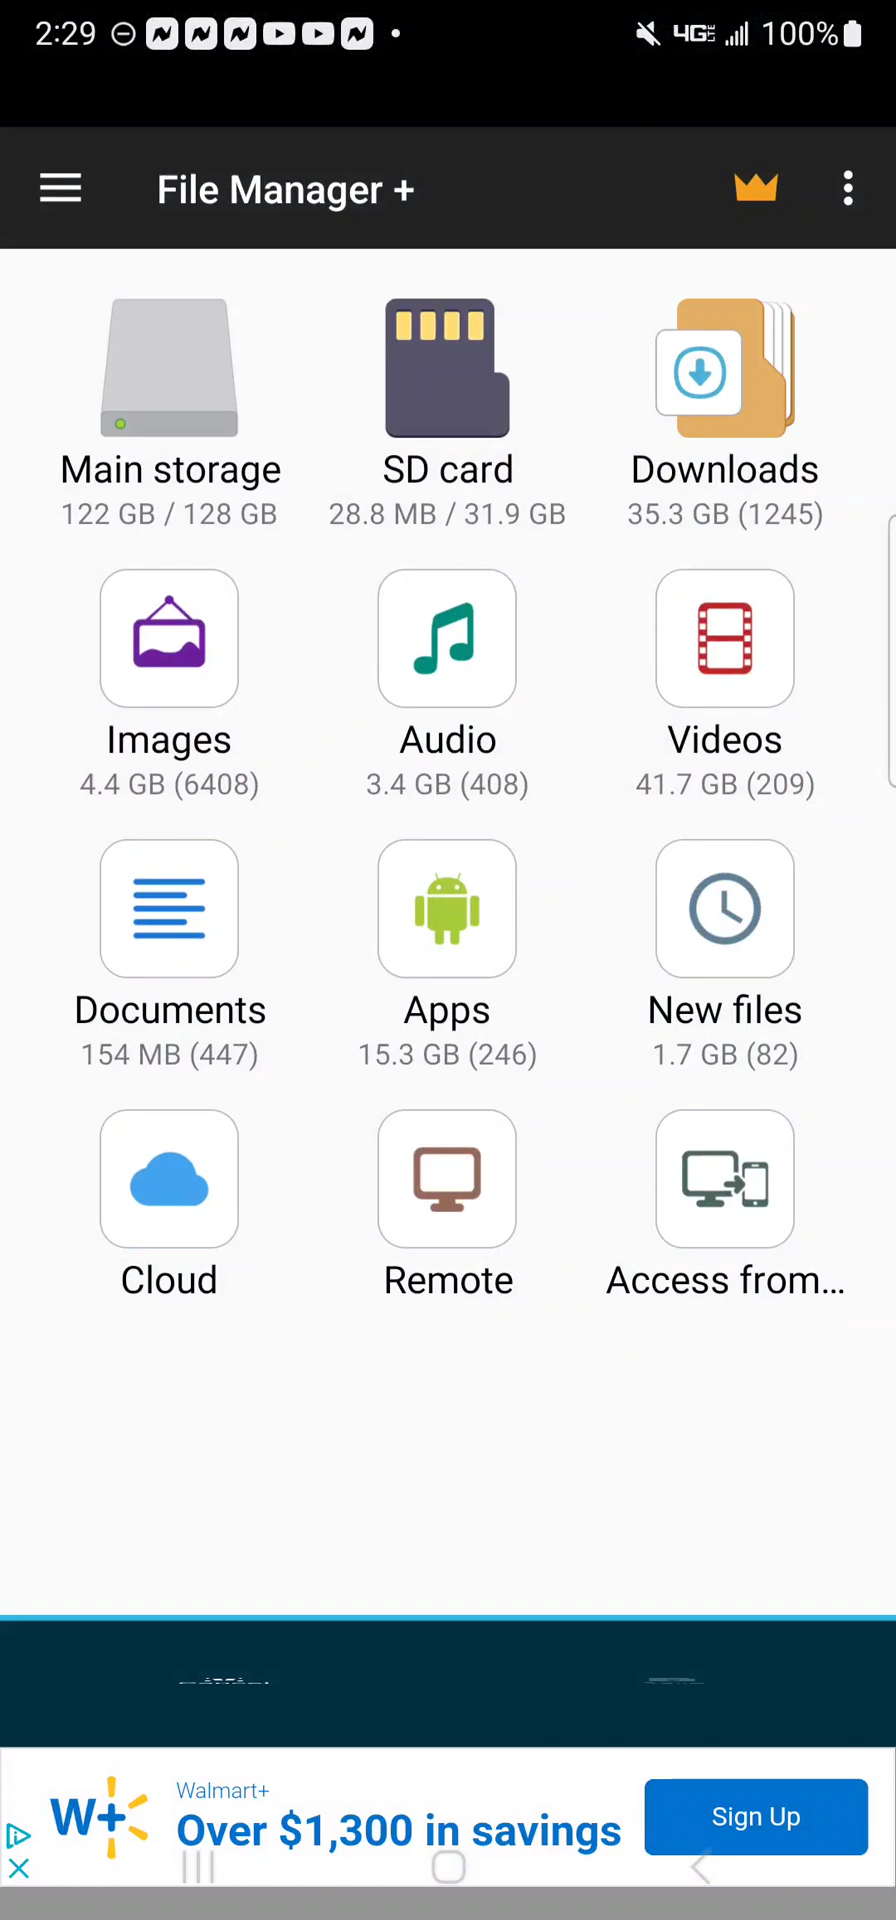 2:29 4G LTE 100%
File Manager +
Main storage SD card Downloads
122 GB / 128 GB 28.8 MB / 31.9 GB 35.3 GB (1245)
Images Audio Videos
4.4 GB (6408) 3.4 GB (408) 41.7 GB (209)
Documents Apps New files
154 MB (447) 15.3 GB (246) 1.7 GB (82)
Cloud Remote Access from...
Walmart+
W+ Over $1,300 in savings
Sign Up